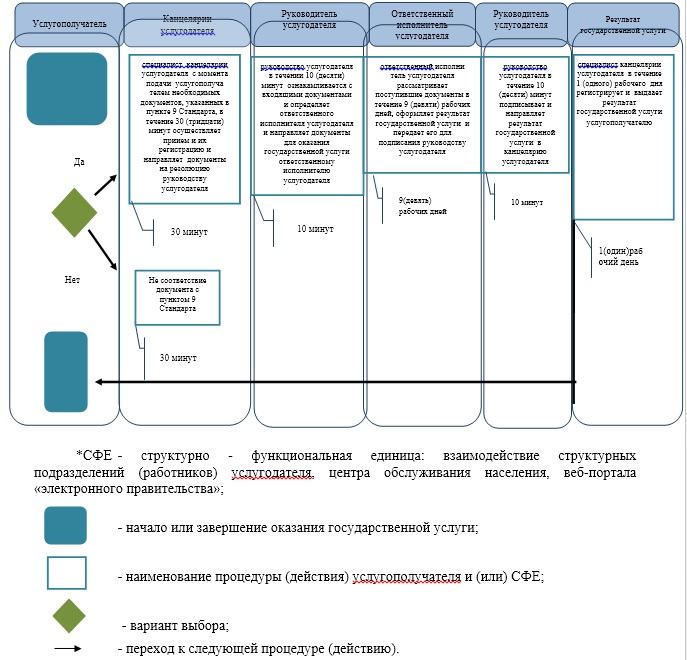 Услугополучатель
Канцелярии
услугодателя
Руководитель
услугодателя
Ответственный
исполнитель
услугодателя
Руководитель
услугодателя
Результат
государственной услуги
Да
Нет
специалист канцелярии
услугодателя с момента
подачи услугополуча
телем необходимых
документов, указанных в
пункте 9 Стандарта, в
течение 30 (тридцати)
минут осуществляет
прием и их
регистрацию и
направляет документы
на резолюцию
руководству
услугодателя
30 минут
Не соответствие
документа с
пунктом 9
Стандарта
30 минут
руководство услугодателя
в течении 10 (десяти)
минут ознакамливается с
входящими документами
и определяет
ответственного
исполнителя услугодателя
и направляет документы
для оказания
государственной услуги
ответственному
исполнителю
услугодателя
10 минут
ответственный исполни
тель услугодателя
рассматривает
поступившие документы в
течение 9 (девяти) рабочих
дней, оформляет результат
государственной услуги и
передает его для
подписания руководству
услугодателя
9(девять)
рабочих дней
руководство
услугодателя в
течение 10
(десяти) минут
подписывает и
направляет
результат
государственной
услуги в
канцелярию
услугодателя
10 минут
специалист канцелярии
услугодателя в течение
1 (одного) рабочего дня
регистрирует и выдает
результат
государственной услуги
услугополучателю
1(один)раб
очий день
*СФЕ - структурно - функциональная единица: взаимодействие структурных
подразделений (работников) услугодателя, центра обслуживания населения, веб-портала
«электронного правительства»;
- начало или завершение оказания государственной услуги;
- наименование процедуры (действия) услугополучателя и (или) СФЕ;
- вариант выбора;
- переход к следующей процедуре (действию).